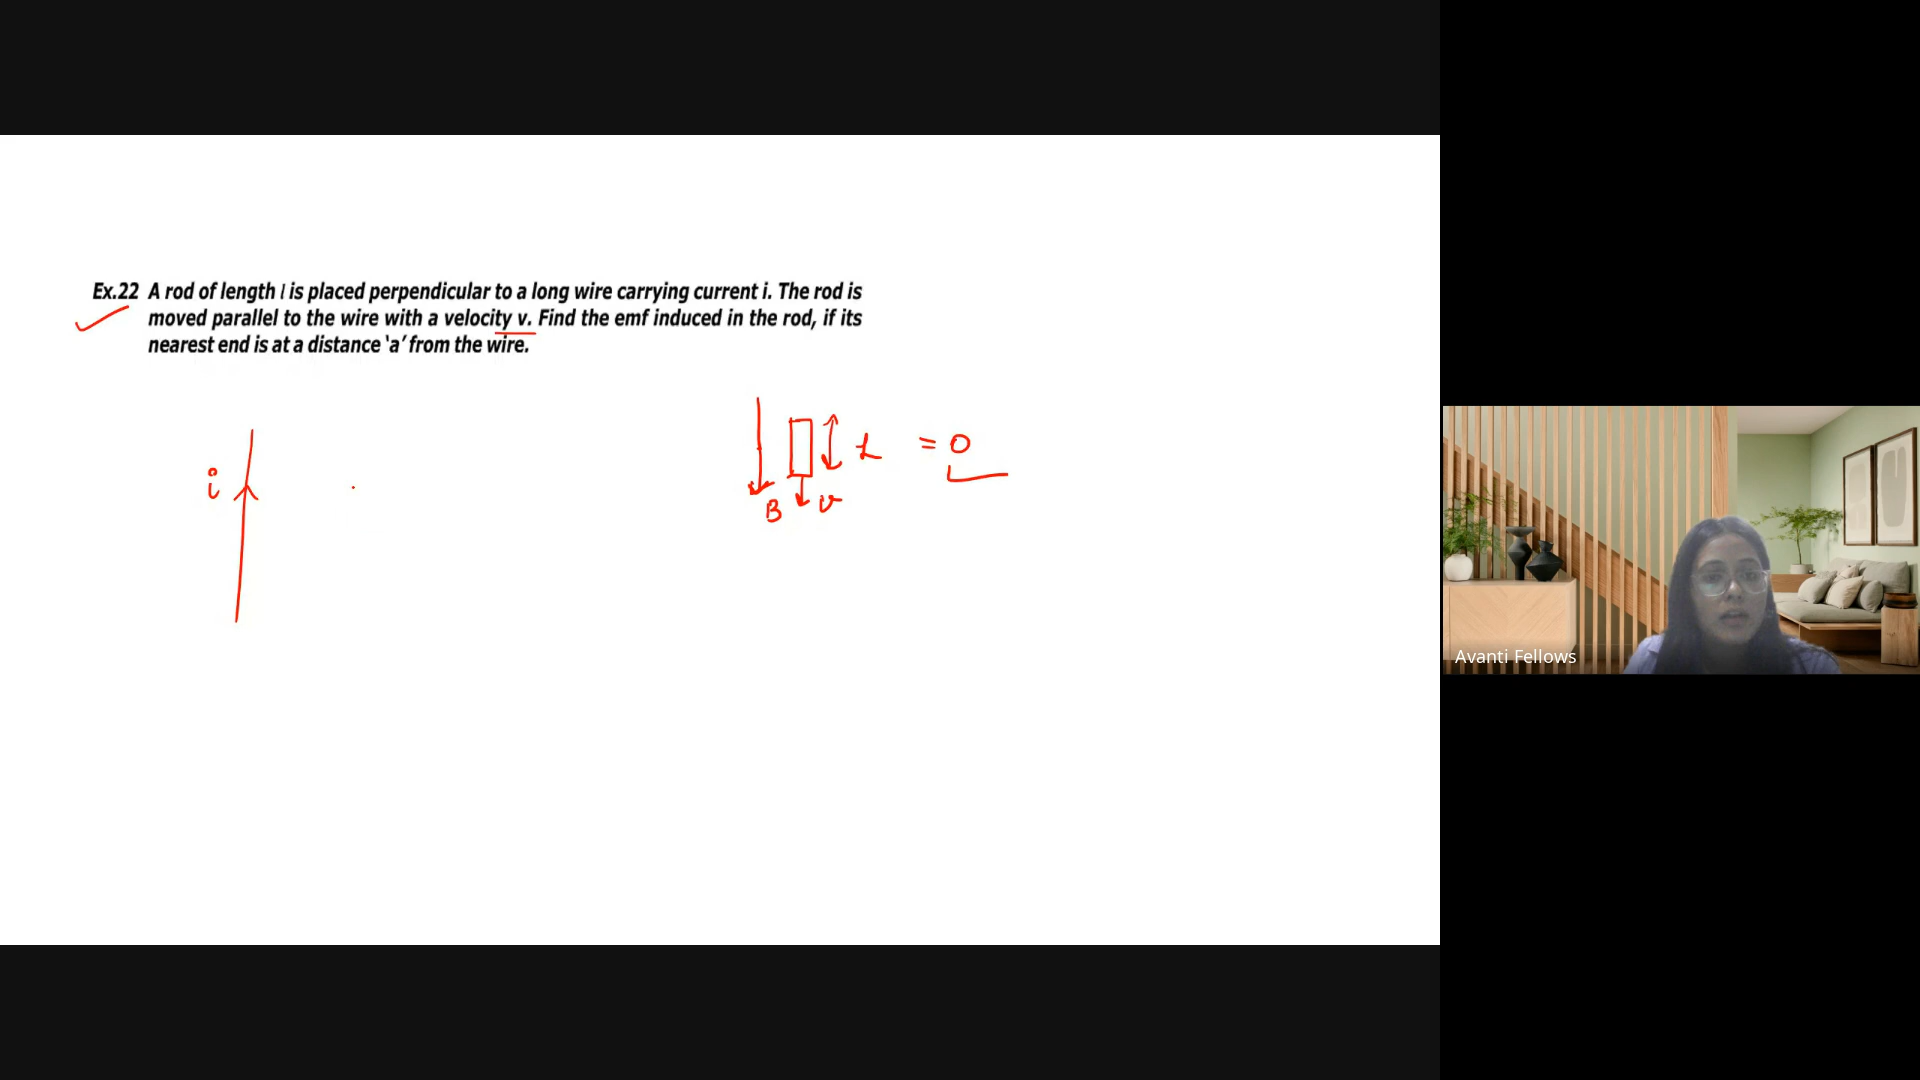 Ex.22 A rod of length l is placed perpendicular to a long wire carrying current i. The rod is
moved parallel to the wire with a velocity v. Find the emf induced in the rod, if its
nearest end is at a distance ‘a’ from the wire.
i
L = 0
B v
Avanti Fellows